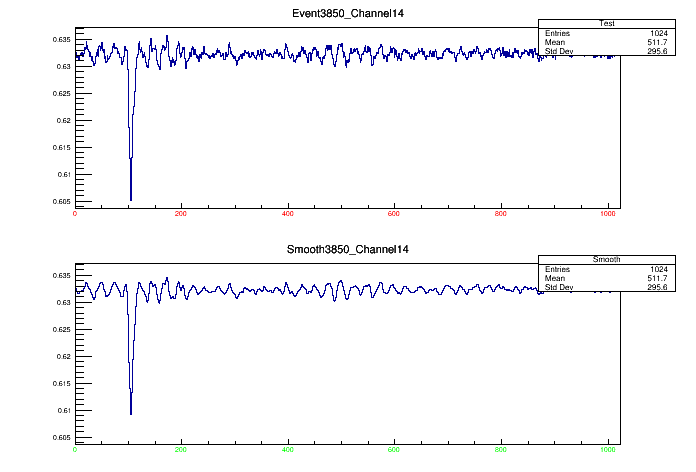 Event3850_Channel14
Test
Entries 1024
Mean 511.7
Std Dev 295.6
0.635
0.63
0.625
0.62
0.615
0.61
0.605
0 200 400 600 800 1000
Smooth3850_Channel14
Smooth
Entries 1024
Mean 511.7
Std Dev 295.6
0.635
0.63
0.625
0.62
0.615
0.61
0.605
0 200 400 600 800 1000